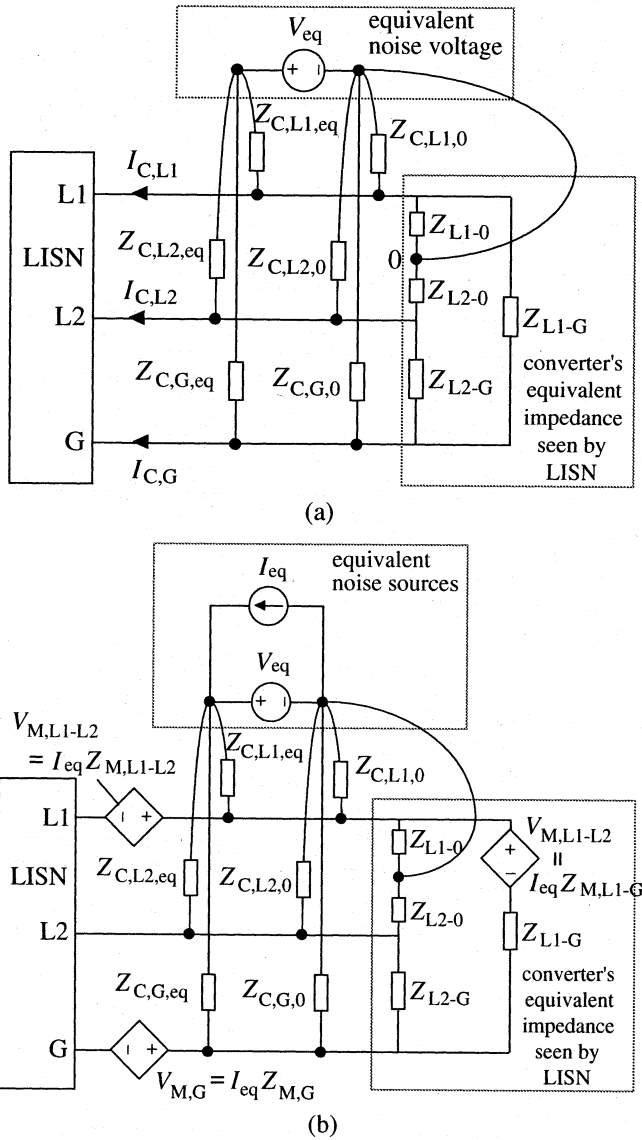 equivalent
noise voltage
V_eq
+ −
Z_C,L1,eq
Z_C,L1,0
I_C,L1
L1
Z_L1-0
Z_C,L2,eq
Z_C,L2,0
0
LISN
I_C,L2
Z_L2-0
L2
Z_L1-G
Z_C,G,eq
Z_C,G,0
Z_L2-G
converter's
equivalent
impedance
seen by
LISN
G
I_C,G
(a)
I_eq
equivalent
noise sources
V_eq
+ −
V_M,L1-L2
= I_eq Z_M,L1-L2
Z_C,L1,eq
Z_C,L1,0
L1
− +
Z_L1-0
V_M,L1-L2
+
−
=
I_eq Z_M,L1-G
LISN
Z_C,L2,eq
Z_C,L2,0
Z_L2-0
L2
Z_L1-G
Z_C,G,eq
Z_C,G,0
Z_L2-G
converter's
equivalent
impedance
seen by
LISN
G
− +
V_M,G = I_eq Z_M,G
(b)